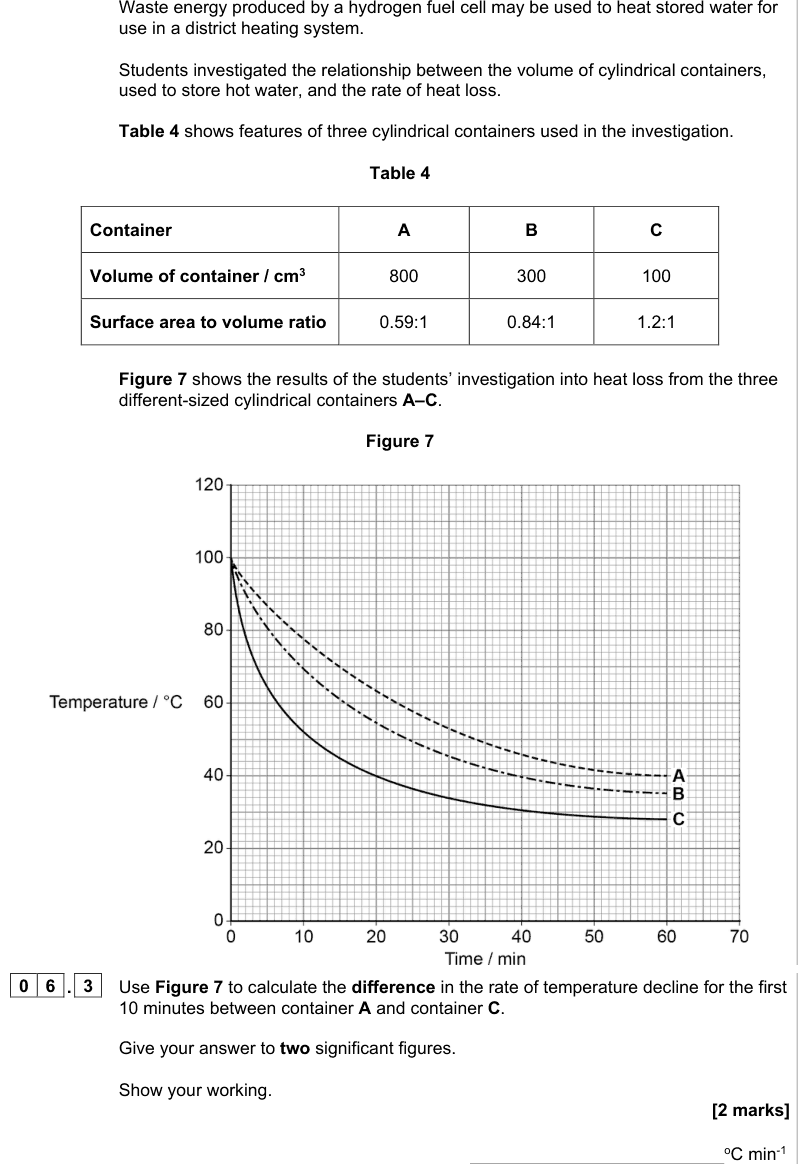 Waste energy produced by a hydrogen fuel cell may be used to heat stored water for
use in a district heating system.
Students investigated the relationship between the volume of cylindrical containers,
used to store hot water, and the rate of heat loss.
Table 4 shows features of three cylindrical containers used in the investigation.
Table 4
Container A B C
Volume of container / cm³ 800 300 100
Surface area to volume ratio 0.59:1 0.84:1 1.2:1
Figure 7 shows the results of the students’ investigation into heat loss from the three
different-sized cylindrical containers A–C.
Figure 7
120
100
80
60
40
20
0
Temperature / °C
A
B
C
0 10 20 30 40 50 60 70
Time / min
0 6 . 3 Use Figure 7 to calculate the difference in the rate of temperature decline for the first
10 minutes between container A and container C.
Give your answer to two significant figures.
Show your working.
[2 marks]
ºC min⁻¹